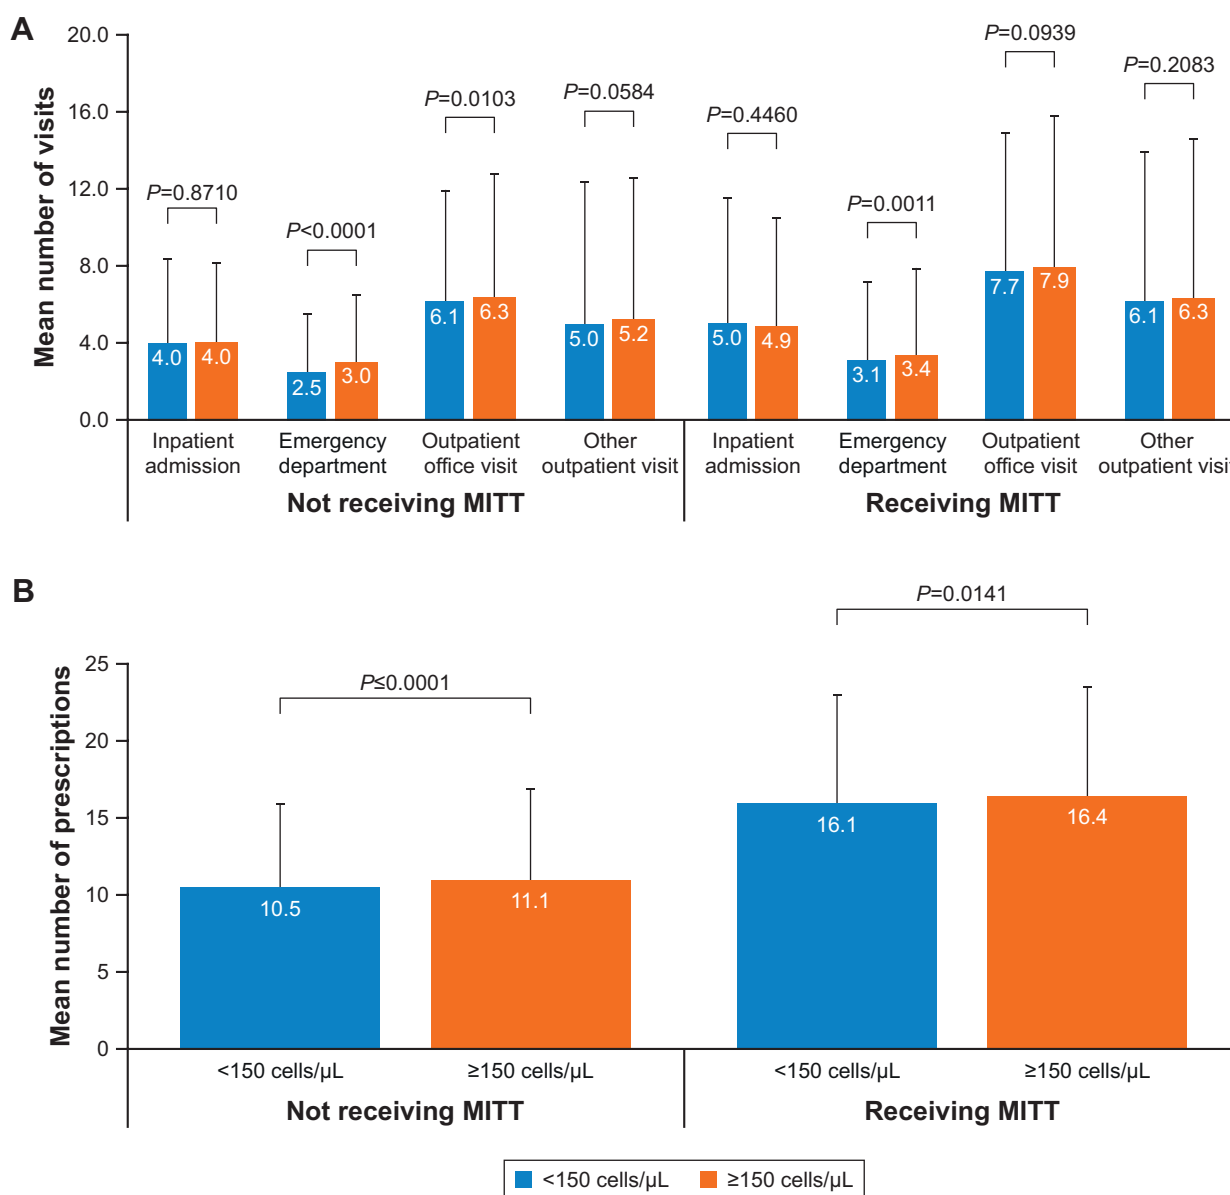 A
Mean number of visits
20.0
16.0
12.0
8.0
4.0
0.0
P=0.8710
P<0.0001
P=0.0103
P=0.0584
P=0.4460
P=0.0011
P=0.0939
P=0.2083
4.0
4.0
2.5
3.0
6.1
6.3
5.0
5.2
5.0
4.9
3.1
3.4
7.7
7.9
6.1
6.3
Inpatient
admission
Emergency
department
Outpatient
office visit
Other
outpatient visit
Inpatient
admission
Emergency
department
Outpatient
office visit
Other
outpatient visit
Not receiving MITT
Receiving MITT
B
Mean number of prescriptions
25
20
15
10
5
0
P≤0.0001
P=0.0141
10.5
11.1
16.1
16.4
<150 cells/µL
≥150 cells/µL
<150 cells/µL
≥150 cells/µL
Not receiving MITT
Receiving MITT
<150 cells/µL
≥150 cells/µL